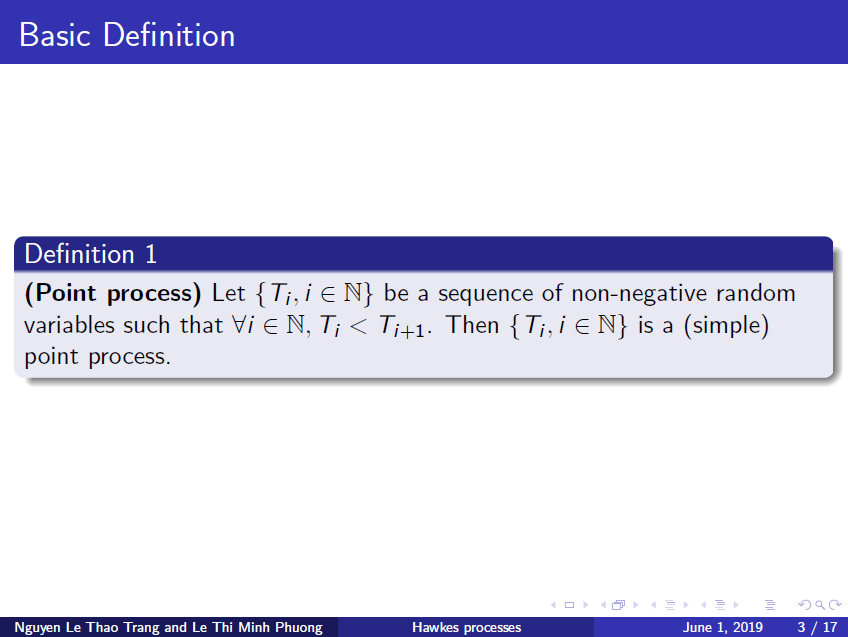 Basic Definition
Definition 1
(Point process) Let {Tᵢ, i ∈ ℕ} be a sequence of non-negative random
variables such that ∀i ∈ ℕ, Tᵢ < Tᵢ₊₁. Then {Tᵢ, i ∈ ℕ} is a (simple)
point process.
Nguyen Le Thao Trang and Le Thi Minh Phuong Hawkes processes June 1, 2019 3 / 17